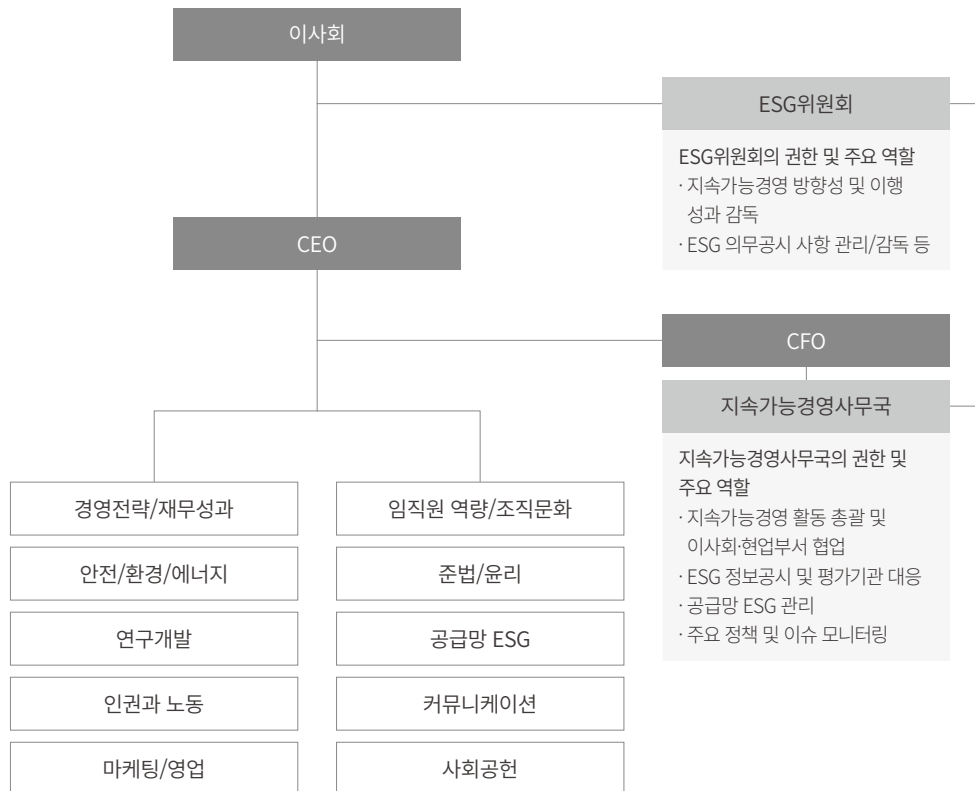 이사회
ESG위원회
ESG위원회의 권한 및 주요 역할
· 지속가능경영 방향성 및 이행
성과 감독
· ESG 의무공시 사항 관리/감독 등
CEO
CFO
지속가능경영사무국
지속가능경영사무국의 권한 및
주요 역할
· 지속가능경영 활동 총괄 및
이사회·현업부서 협업
· ESG 정보공시 및 평가기관 대응
· 공급망 ESG 관리
· 주요 정책 및 이슈 모니터링
경영전략/재무성과
안전/환경/에너지
연구개발
인권과 노동
마케팅/영업
임직원 역량/조직문화
준법/윤리
공급망 ESG
커뮤니케이션
사회공헌